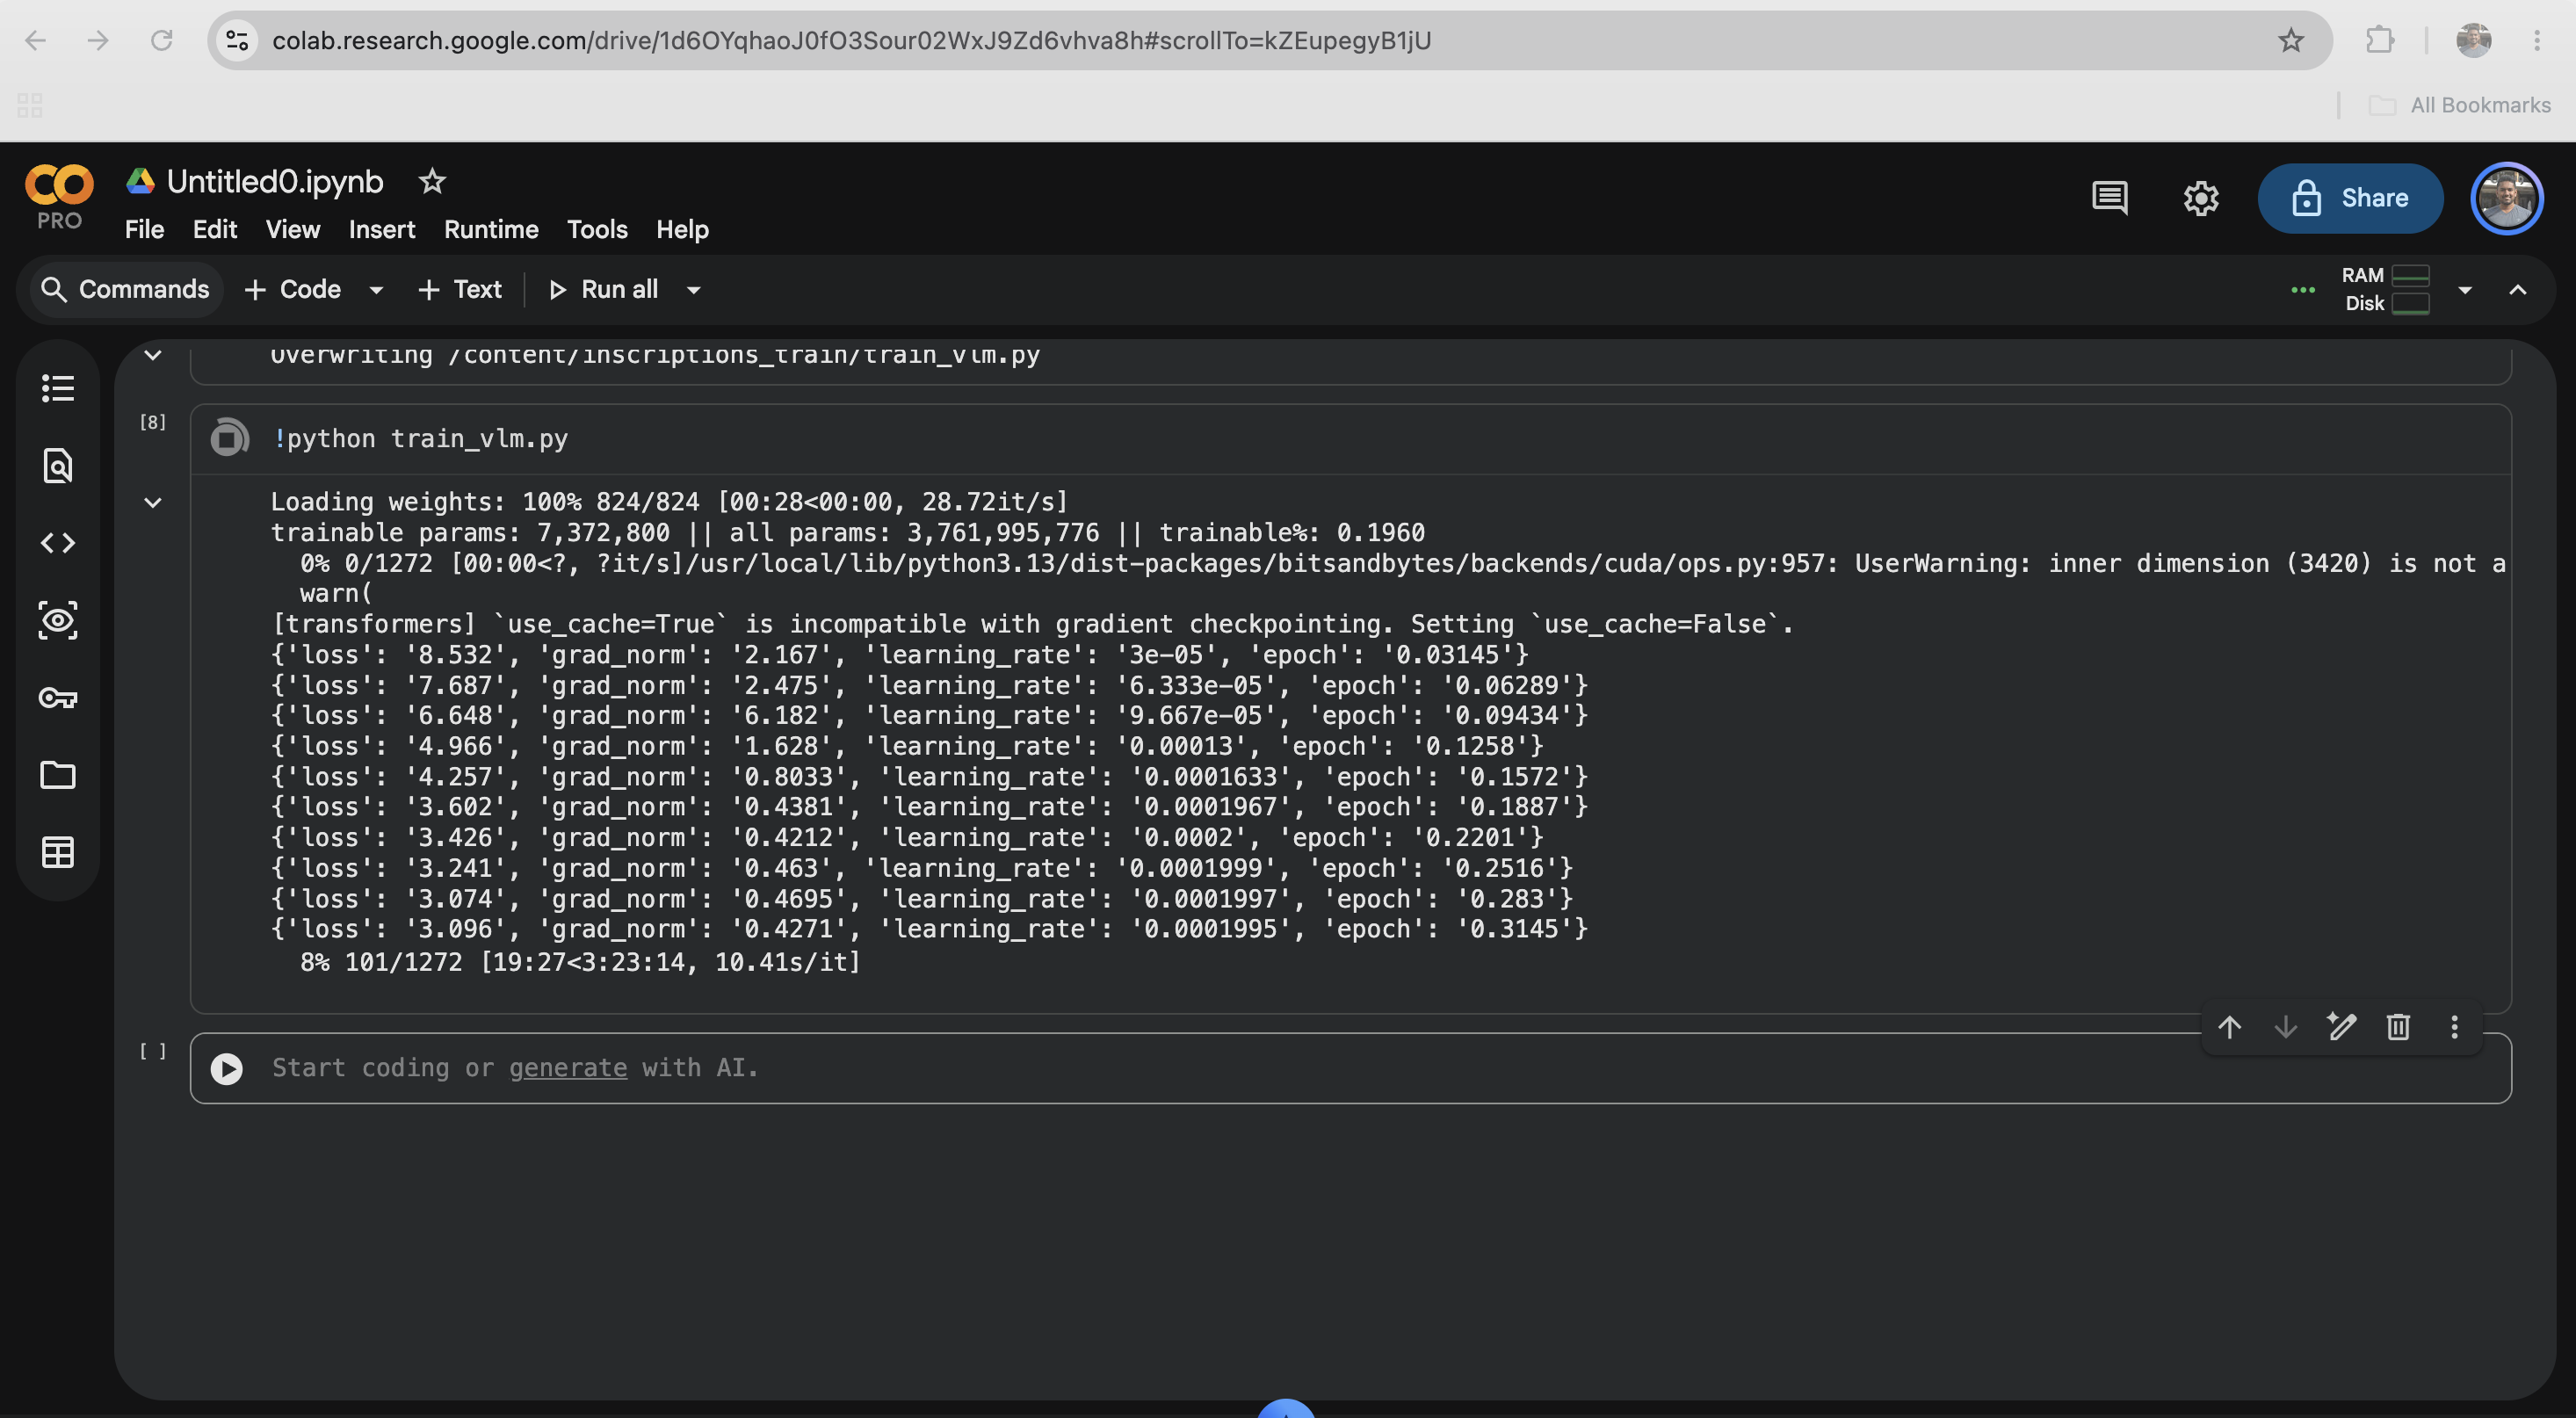 colab.research.google.com/drive/1d6OYqhaoJ0fO3Sour02WxJ9Zd6vhva8h#scrollTo=kZEupegyB1jU
All Bookmarks
CO
PRO
Untitled0.ipynb
Share
File Edit View Insert Runtime Tools Help
Commands + Code + Text Run all
RAM
Disk
Overwriting /content/inscriptions_train/train_vlm.py
[8]
!python train_vlm.py
Loading weights: 100% 824/824 [00:28<00:00, 28.72it/s]
trainable params: 7,372,800 || all params: 3,761,995,776 || trainable%: 0.1960
0% 0/1272 [00:00<?, ?it/s]/usr/local/lib/python3.13/dist-packages/bitsandbytes/backends/cuda/ops.py:957: UserWarning: inner dimension (3420) is not a
warn(
[transformers] `use_cache=True` is incompatible with gradient checkpointing. Setting `use_cache=False`.
{'loss': '8.532', 'grad_norm': '2.167', 'learning_rate': '3e-05', 'epoch': '0.03145'}
{'loss': '7.687', 'grad_norm': '2.475', 'learning_rate': '6.333e-05', 'epoch': '0.06289'}
{'loss': '6.648', 'grad_norm': '6.182', 'learning_rate': '9.667e-05', 'epoch': '0.09434'}
{'loss': '4.966', 'grad_norm': '1.628', 'learning_rate': '0.00013', 'epoch': '0.1258'}
{'loss': '4.257', 'grad_norm': '0.8033', 'learning_rate': '0.0001633', 'epoch': '0.1572'}
{'loss': '3.602', 'grad_norm': '0.4381', 'learning_rate': '0.0001967', 'epoch': '0.1887'}
{'loss': '3.426', 'grad_norm': '0.4212', 'learning_rate': '0.0002', 'epoch': '0.2201'}
{'loss': '3.241', 'grad_norm': '0.463', 'learning_rate': '0.0001999', 'epoch': '0.2516'}
{'loss': '3.074', 'grad_norm': '0.4695', 'learning_rate': '0.0001997', 'epoch': '0.283'}
{'loss': '3.096', 'grad_norm': '0.4271', 'learning_rate': '0.0001995', 'epoch': '0.3145'}
8% 101/1272 [19:27<3:23:14, 10.41s/it]
[ ]
Start coding or generate with AI.